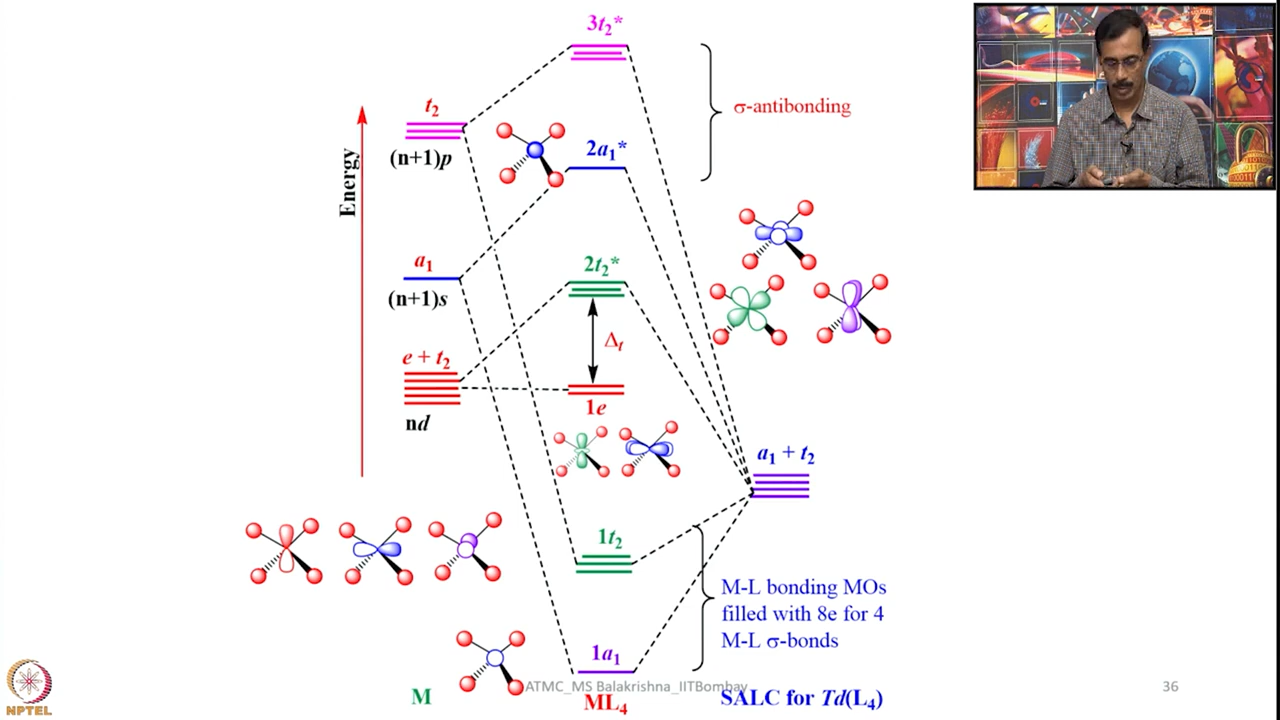 3t₂*
t₂
(n+1)p
σ-antibonding
2a₁*
Energy
a₁
(n+1)s
2t₂*
Δt
e + t₂
nd
1e
a₁ + t₂
1t₂
M-L bonding MOs
filled with 8e for 4
M-L σ-bonds
1a₁
ATMC_MS Balakrishna_IITBombay
36
M
ML₄
SALC for Td(L₄)
NPTEL